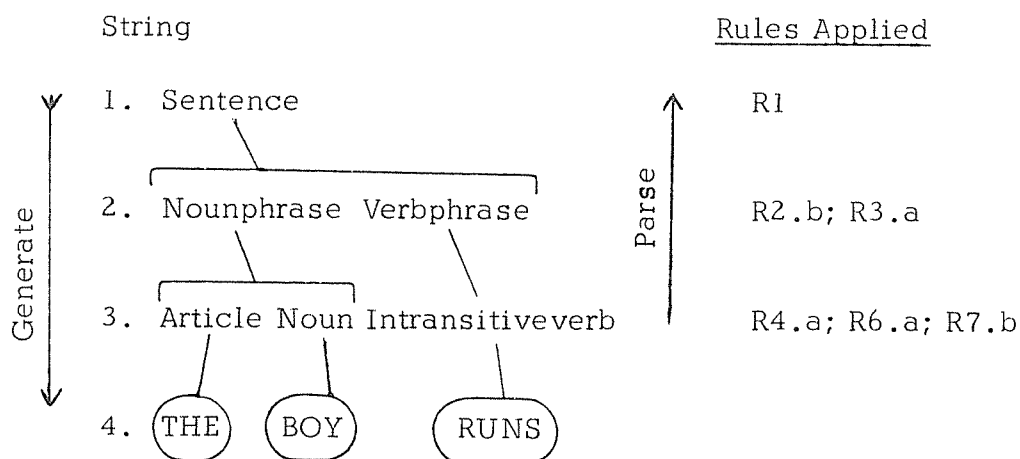 String Rules Applied
1. Sentence R1
2. Nounphrase Verbphrase R2.b; R3.a
3. Article Noun Intransitiveverb R4.a; R6.a; R7.b
4. THE BOY RUNS
Generate
Parse